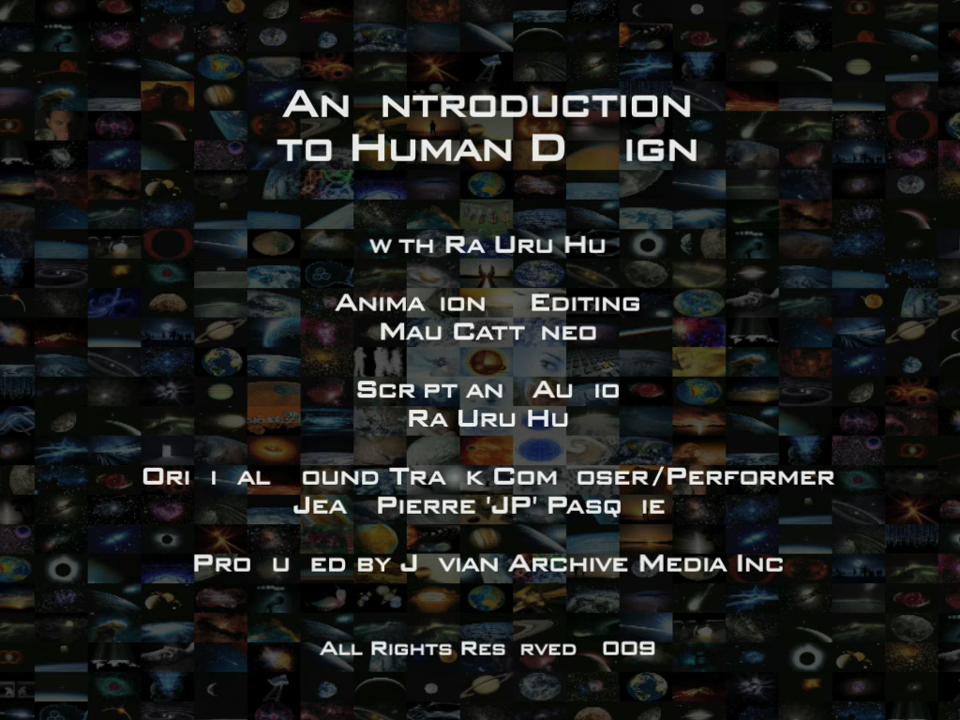 An ntroduction
to Human D ign
w th Ra Uru Hu
Anima ion Editing
Mau Catt neo
Scr pt an Au io
Ra Uru Hu
Ori i al ound Tra k Com oser/Performer
Jea Pierre 'JP' Pasq ie
Pro u ed by J vian Archive Media Inc
All Rights Res rved 009